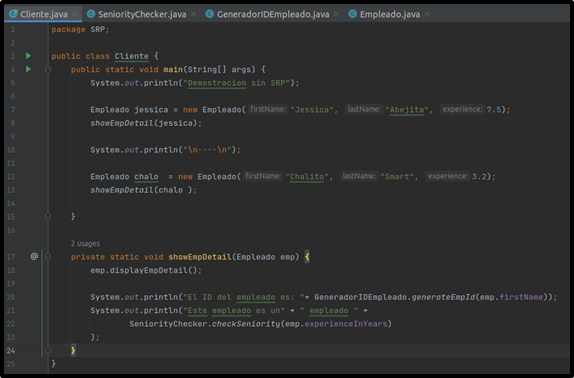 Cliente.java SeniorityChecker.java GeneradorIDEmpleado.java Empleado.java
1 package SRP;
2
3 public class Cliente {
4 public static void main(String[] args) {
5 System.out.println("Demostracion sin SRP");
6
7 Empleado jessica = new Empleado( firstName: "Jessica", lastName: "Abejita", experience: 7.5);
8 showEmpDetail(jessica);
9
10 System.out.println("\n----\n");
11
12 Empleado chalo = new Empleado( firstName: "Chalito", lastName: "Smart", experience: 3.2);
13 showEmpDetail(chalo );
14
15 }
16
2 usages
17 @ private static void showEmpDetail(Empleado emp) {
18 emp.displayEmpDetail();
19
20 System.out.println("El ID del empleado es: "+ GeneradorIDEmpleado.generateEmpId(emp.firstName));
21 System.out.println("Este empleado es un" + " empleado " +
22 SeniorityChecker.checkSeniority(emp.experienceInYears)
23 );
24 }
25 }